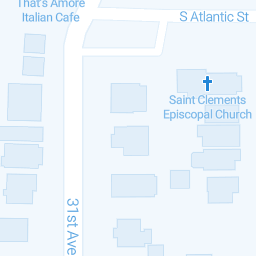 That's Amore
Italian Cafe
S Atlantic St
Saint Clements
Episcopal Church
31st Ave